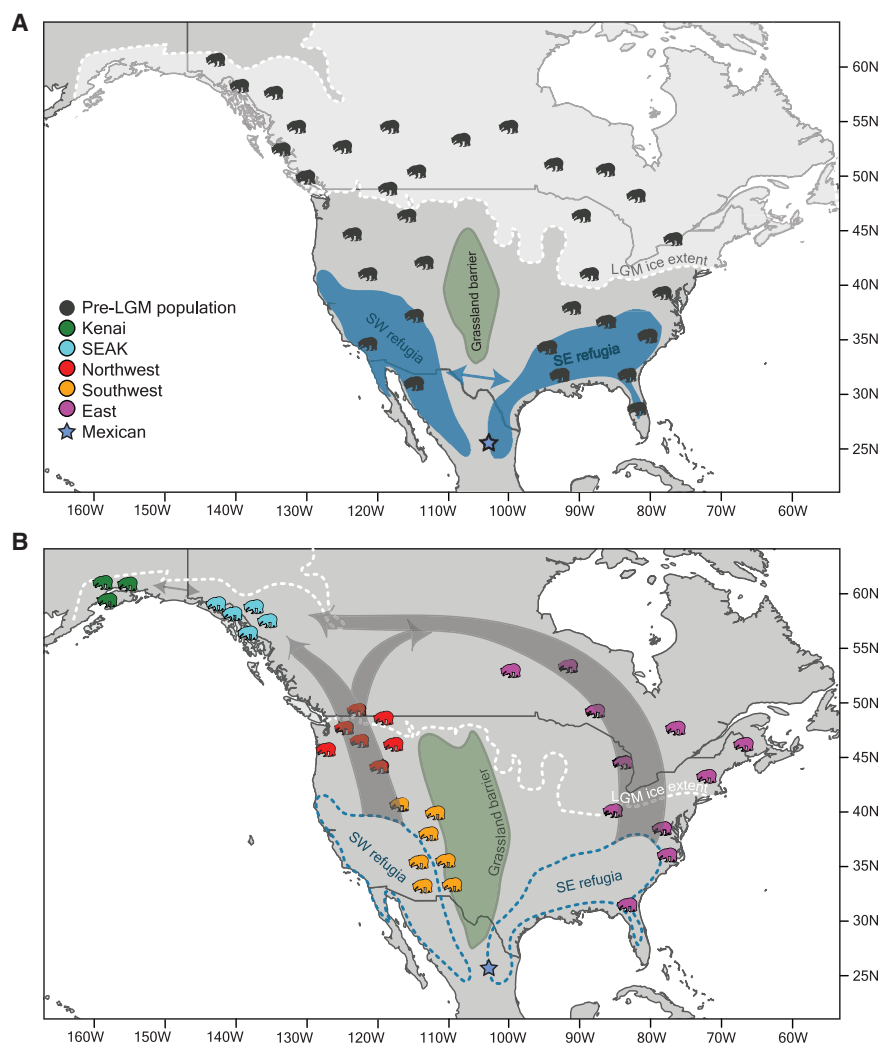 A
60N
55N
50N
45N
40N
35N
30N
25N
LGM ice extent
Grassland barrier
SW refugia
SE refugia
Pre-LGM population
Kenai
SEAK
Northwest
Southwest
East
Mexican
160W 150W 140W 130W 120W 110W 100W 90W 80W 70W 60W
B
60N
55N
50N
45N
40N
35N
30N
25N
LGM ice extent
Grassland barrier
SW refugia
SE refugia
160W 150W 140W 130W 120W 110W 100W 90W 80W 70W 60W